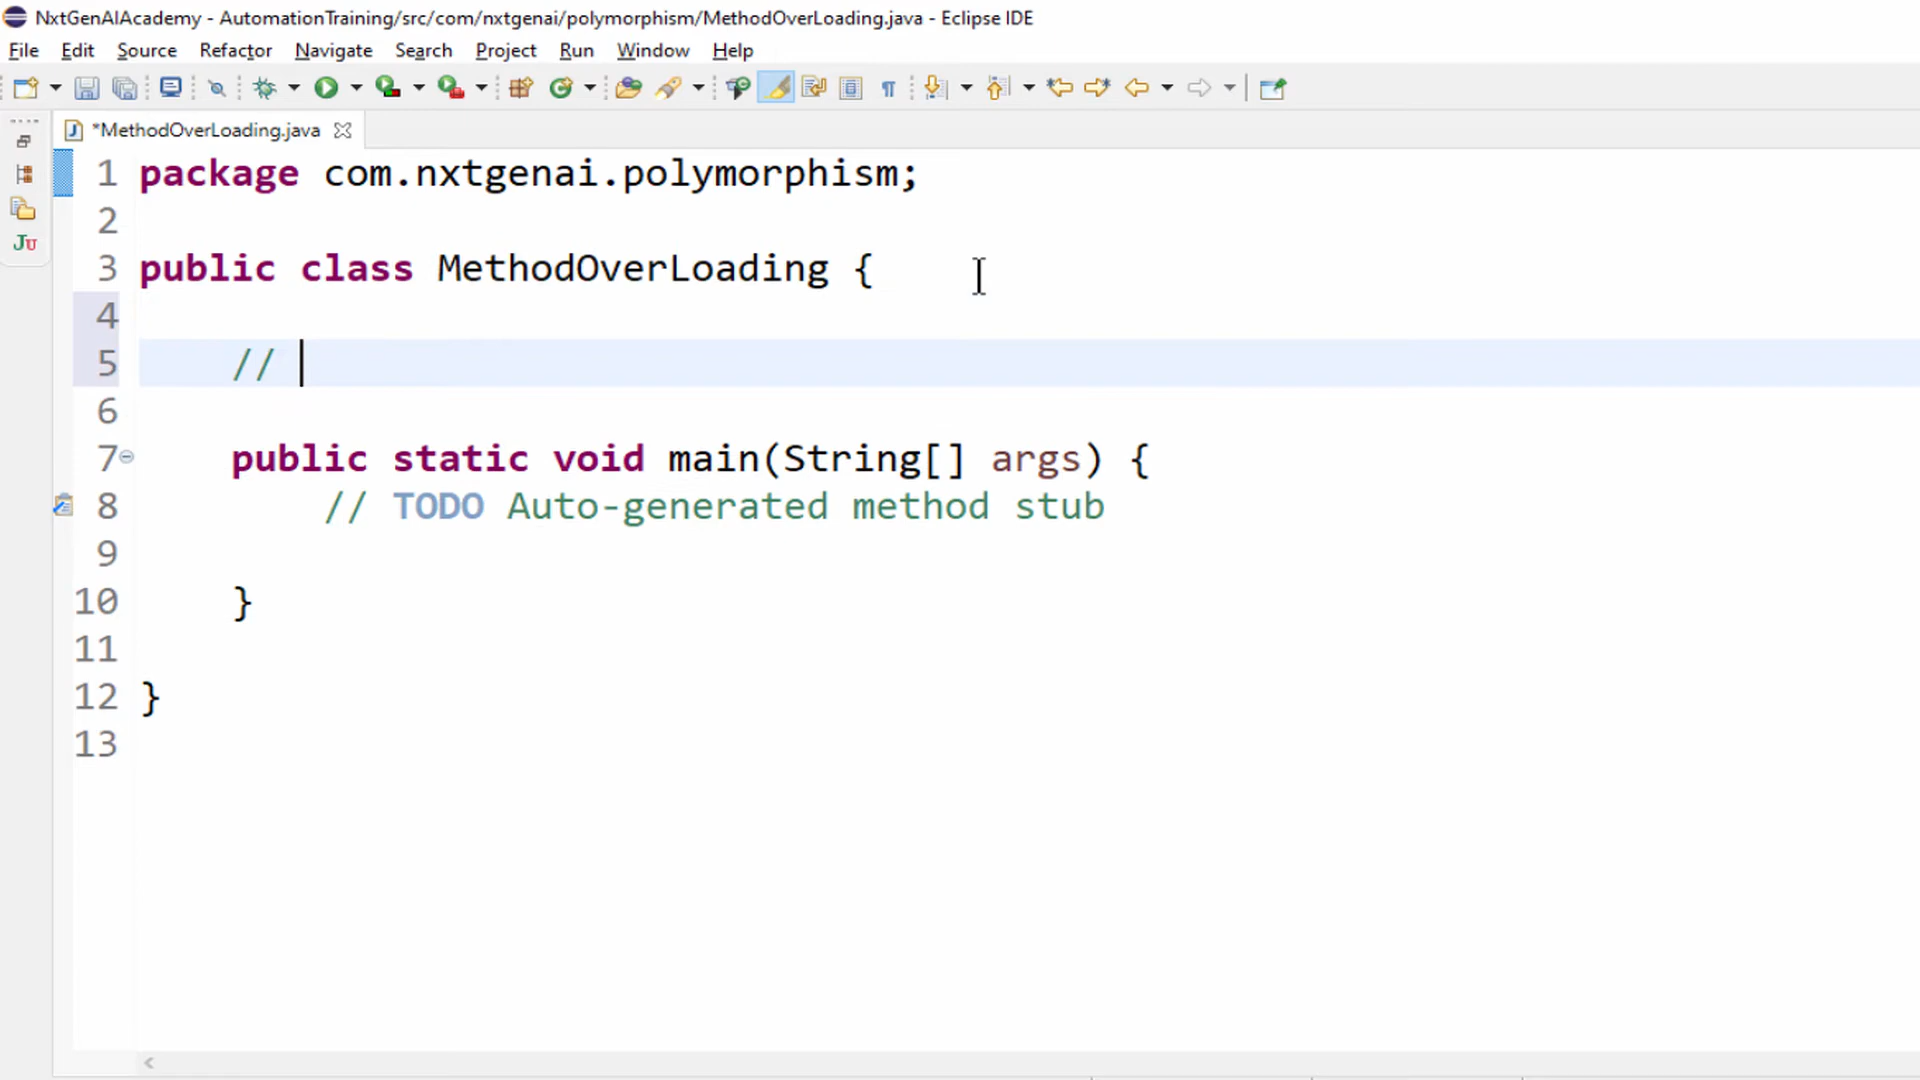 NxtGenAIAcademy - AutomationTraining/src/com/nxtgenai/polymorphism/MethodOverLoading.java - Eclipse IDE
File Edit Source Refactor Navigate Search Project Run Window Help
*MethodOverLoading.java
JU
1 package com.nxtgenai.polymorphism;
2
3 public class MethodOverLoading {
4
5 //
6
7 public static void main(String[] args) {
8 // TODO Auto-generated method stub
9
10 }
11
12 }
13